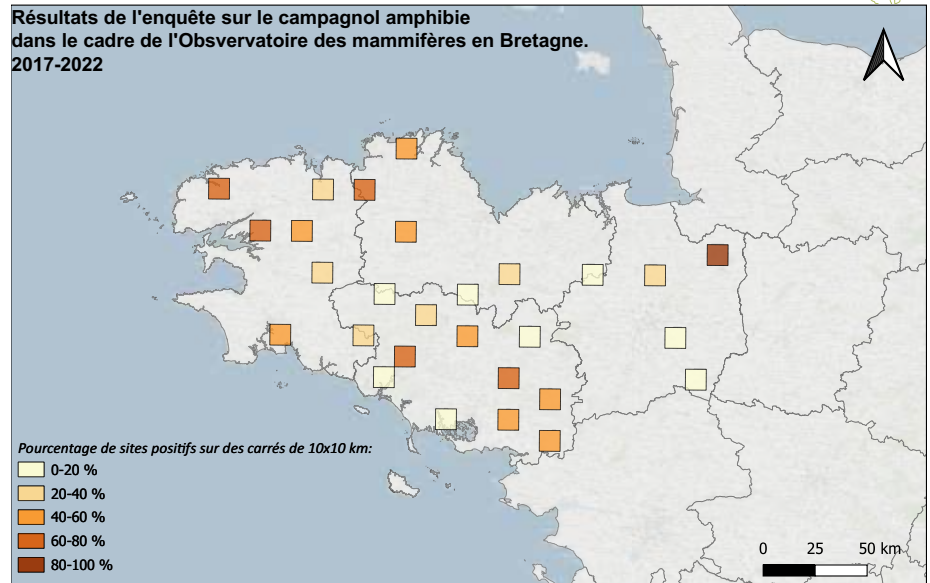 Résultats de l'enquête sur le campagnol amphibie
dans le cadre de l'Obsvervatoire des mammifères en Bretagne.
2017-2022
Pourcentage de sites positifs sur des carrés de 10x10 km:
0-20 %
20-40 %
40-60 %
60-80 %
80-100 %
0 25 50 km